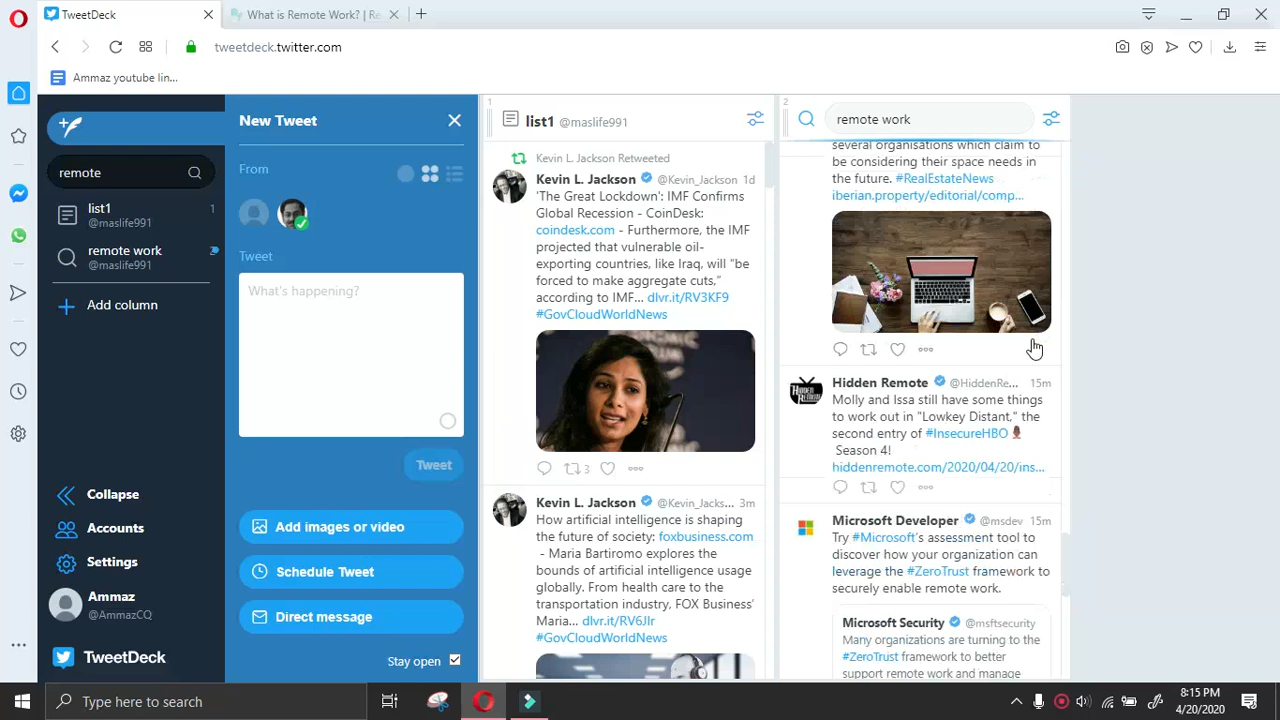 TweetDeck
What is Remote Work? | Re
tweetdeck.twitter.com
Ammaz youtube lin...
remote
list1
@maslife991
1
remote work
@maslife991
Add column
Collapse
Accounts
Settings
Ammaz
@AmmazCQ
TweetDeck
New Tweet
From
Tweet
What's happening?
Tweet
Add images or video
Schedule Tweet
Direct message
Stay open
1
list1 @maslife991
Kevin L. Jackson Retweeted
Kevin L. Jackson @Kevin_Jackson 1d
'The Great Lockdown': IMF Confirms
Global Recession - CoinDesk:
coindesk.com - Furthermore, the IMF
projected that vulnerable oil-
exporting countries, like Iraq, will “be
forced to make aggregate cuts,”
according to IMF... dlvr.it/RV3KF9
#GovCloudWorldNews
3
Kevin L. Jackson @Kevin_Jacks... 3m
How artificial intelligence is shaping
the future of society: foxbusiness.com
- Maria Bartiromo explores the
bounds of artificial intelligence usage
globally. From health care to the
transportation industry, FOX Business’
Maria... dlvr.it/RV6JIr
#GovCloudWorldNews
2
remote work
several organisations which claim to
be considering their space needs in
the future. #RealEstateNews
iberian.property/editorial/comp...
Hidden Remote @HiddenRe... 15m
HIDDEN
REMOTE
Molly and Issa still have some things
to work out in "Lowkey Distant," the
second entry of #InsecureHBO
Season 4!
hiddenremote.com/2020/04/20/ins...
Microsoft Developer @msdev 15m
Try #Microsoft's assessment tool to
discover how your organization can
leverage the #ZeroTrust framework to
securely enable remote work.
Microsoft Security @msftsecurity
Many organizations are turning to the
#ZeroTrust framework to better
support remote work and manage
Type here to search
8:15 PM
4/20/2020